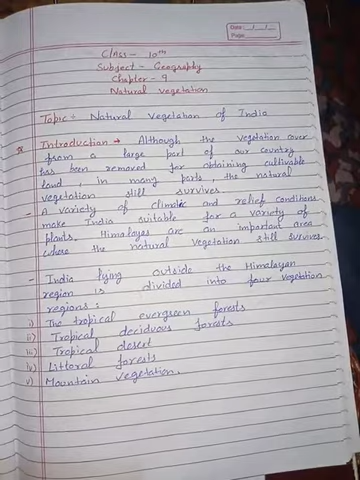 Date: __/__/__
Page:
Class - 10th
Subject - Geography
Chapter - 9
Natural vegetation
Topic :- Natural Vegetation of India
Introduction → Although the vegetation cover
from a large part of our country
has been removed for obtaining cultivable
land, in many parts, the natural
vegetation still survives.
- A variety of climatic and relief conditions
make India suitable for a variety of
plants. Himalayas are an important area
where the natural vegetation still survives.
- India lying outside the Himalayan
region is divided into four vegetation
regions:
i) The tropical evergreen forests
ii) Tropical deciduous forests
iii) Tropical desert
iv) Littoral forests
v) Mountain vegetation.